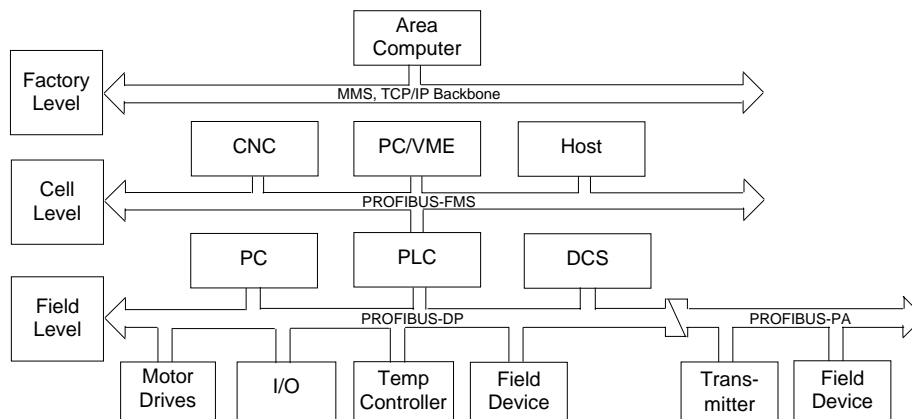 Area
Computer
Factory
Level
MMS, TCP/IP Backbone
CNC
PC/VME
Host
Cell
Level
PROFIBUS-FMS
PC
PLC
DCS
Field
Level
PROFIBUS-DP
PROFIBUS-PA
Motor
Drives
I/O
Temp
Controller
Field
Device
Trans-
mitter
Field
Device